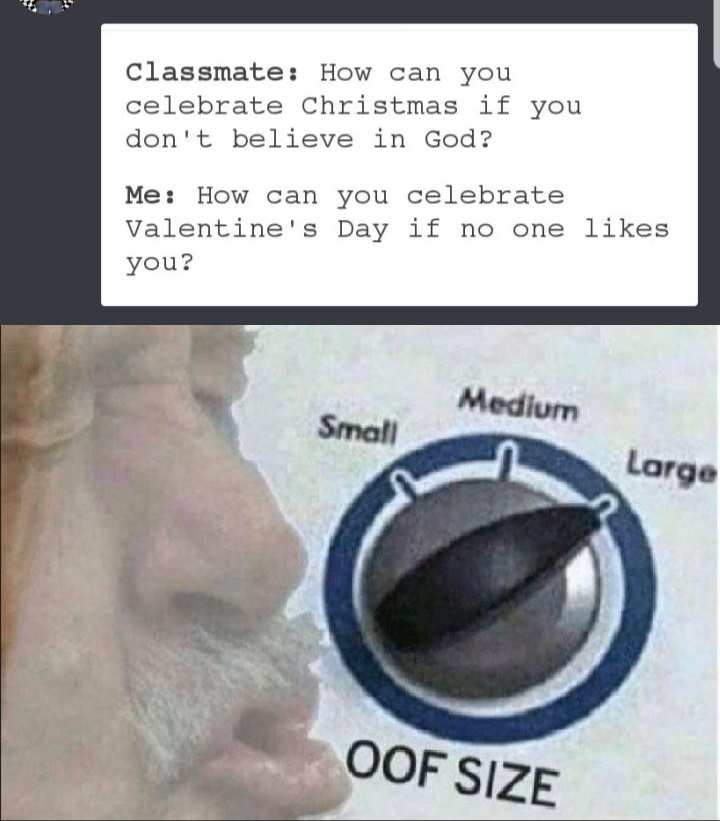 Classmate: How can you
celebrate Christmas if you
don't believe in God?
Me: How can you celebrate
Valentine's Day if no one likes
you?
Small
Medium
Large
OOF SIZE